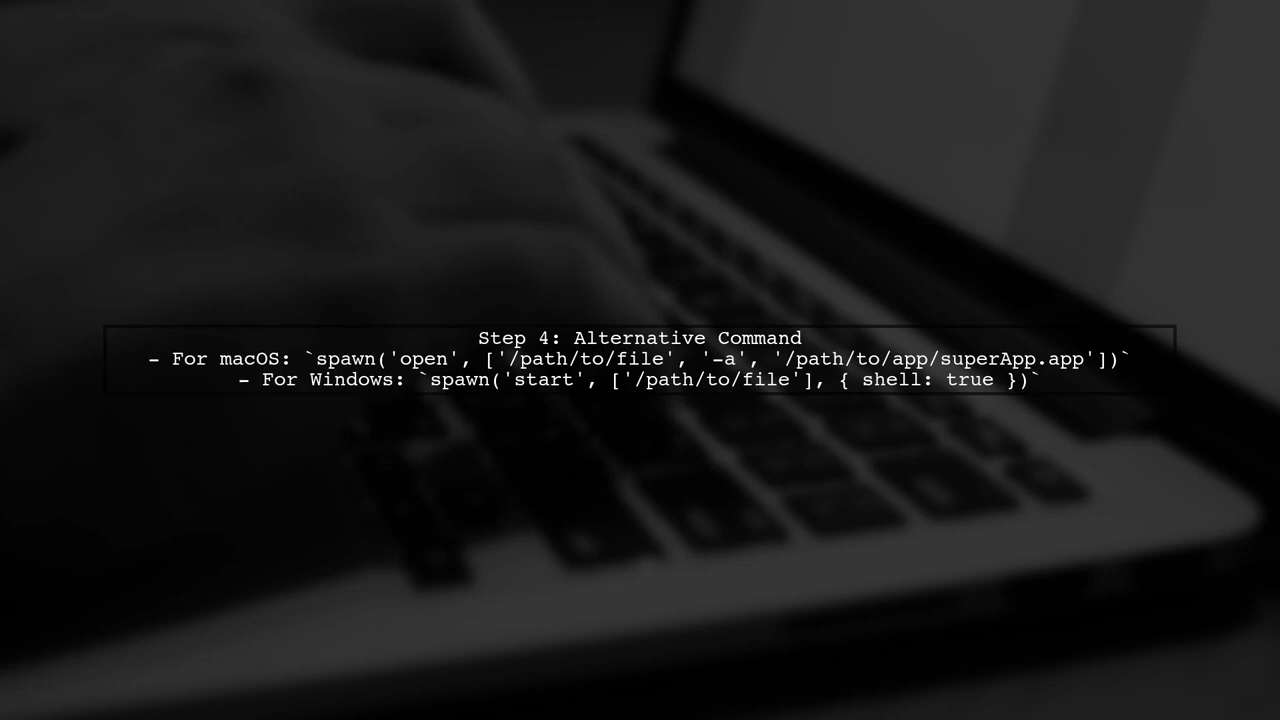 Step 4: Alternative Command
- For macOS: `spawn('open', ['/path/to/file', '-a', '/path/to/app/superApp.app'])`
- For Windows: `spawn('start', ['/path/to/file'], { shell: true })`